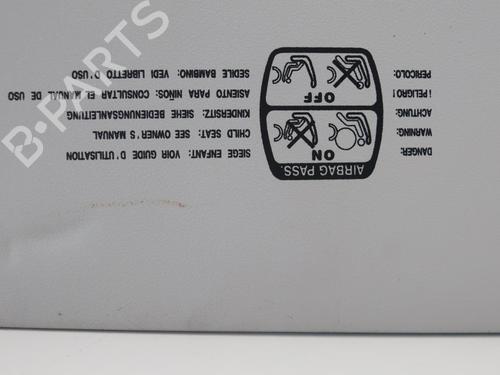 AIRBAG PASS.
ON
OFF
DANGER: SIEGE ENFANT: VOIR GUIDE D'UTILISATION
WARNING: CHILD SEAT: SEE OWNER'S MANUAL
ACHTUNG: KINDERSITZ: SIEHE BEDIENUNGSANLEITUNG
¡PELIGRO! ASIENTO PARA NIÑOS: CONSULTAR EL MANUAL DE USO
PERICOLO: SEDILE BAMBINO: VEDI LIBRETTO D'USO
B-PARTS